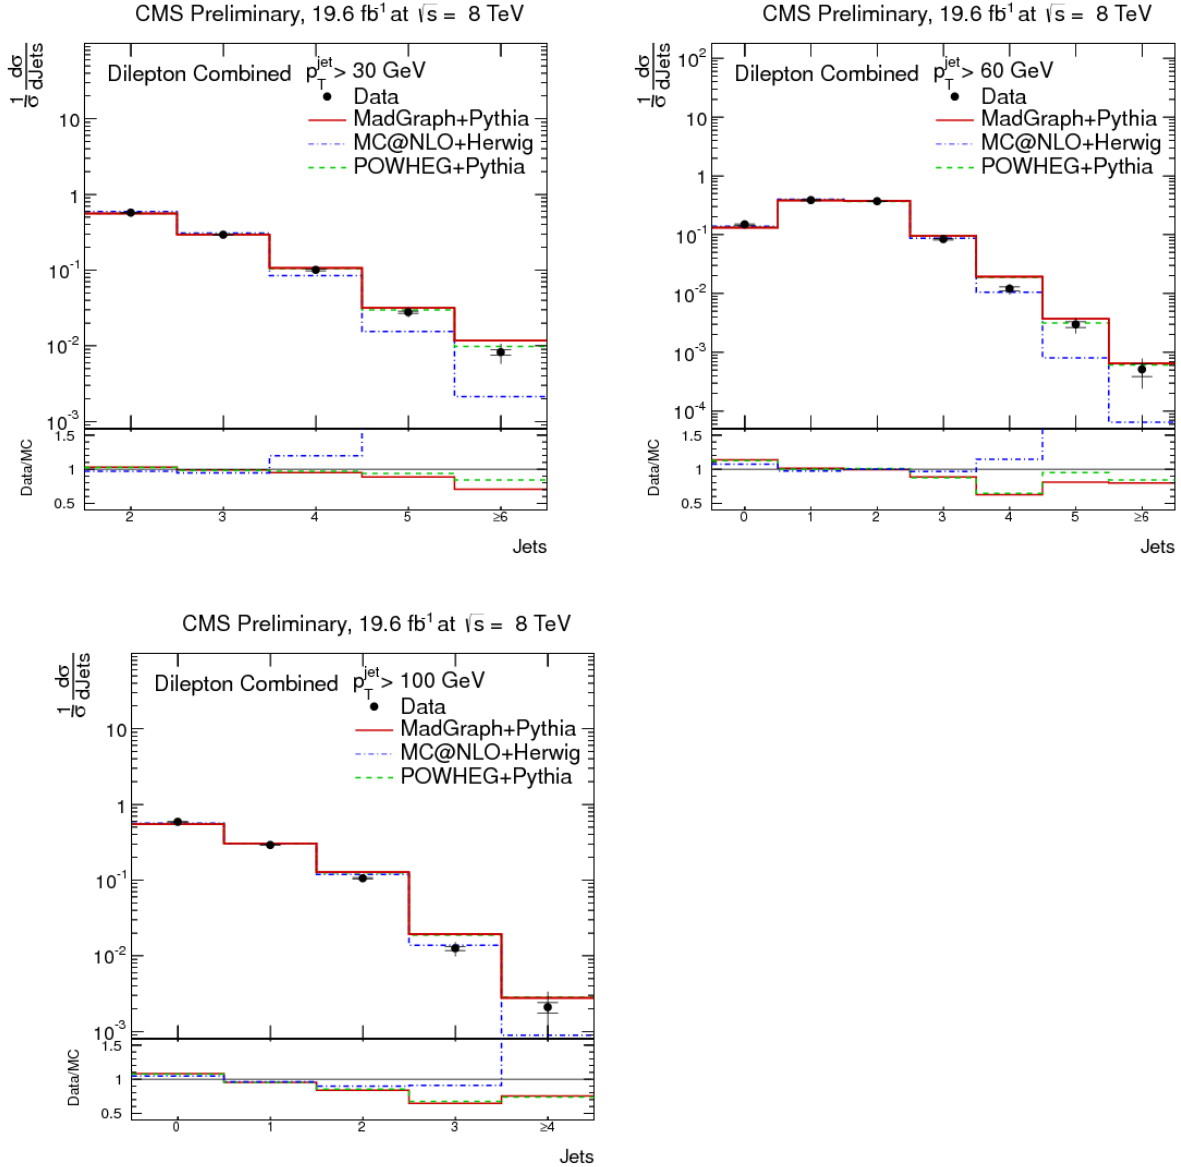 CMS Preliminary, 19.6 fb⁻¹ at √s = 8 TeV
1/σ dσ/dJets
Dilepton Combined p_T^jet > 30 GeV
Data
MadGraph+Pythia
MC@NLO+Herwig
POWHEG+Pythia
10
1
10⁻¹
10⁻²
10⁻³
Data/MC
1.5
1
0.5
2 3 4 5 ≥6
Jets
CMS Preliminary, 19.6 fb⁻¹ at √s = 8 TeV
1/σ dσ/dJets
Dilepton Combined p_T^jet > 60 GeV
Data
MadGraph+Pythia
MC@NLO+Herwig
POWHEG+Pythia
10²
10
1
10⁻¹
10⁻²
10⁻³
10⁻⁴
Data/MC
1.5
1
0.5
0 1 2 3 4 5 ≥6
Jets
CMS Preliminary, 19.6 fb⁻¹ at √s = 8 TeV
1/σ dσ/dJets
Dilepton Combined p_T^jet > 100 GeV
Data
MadGraph+Pythia
MC@NLO+Herwig
POWHEG+Pythia
10
1
10⁻¹
10⁻²
10⁻³
Data/MC
1.5
1
0.5
0 1 2 3 ≥4
Jets